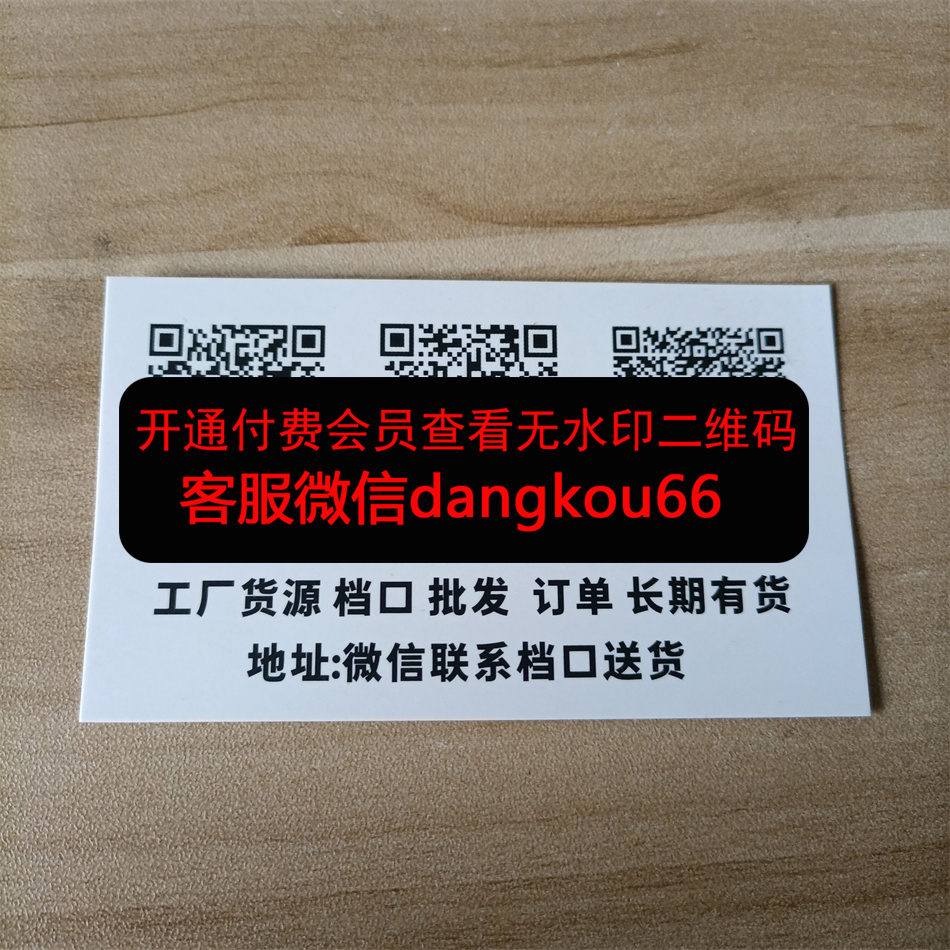 开通付费会员查看无水印二维码
客服微信dangkou66
工厂货源 档口 批发 订单 长期有货
地址:微信联系档口送货